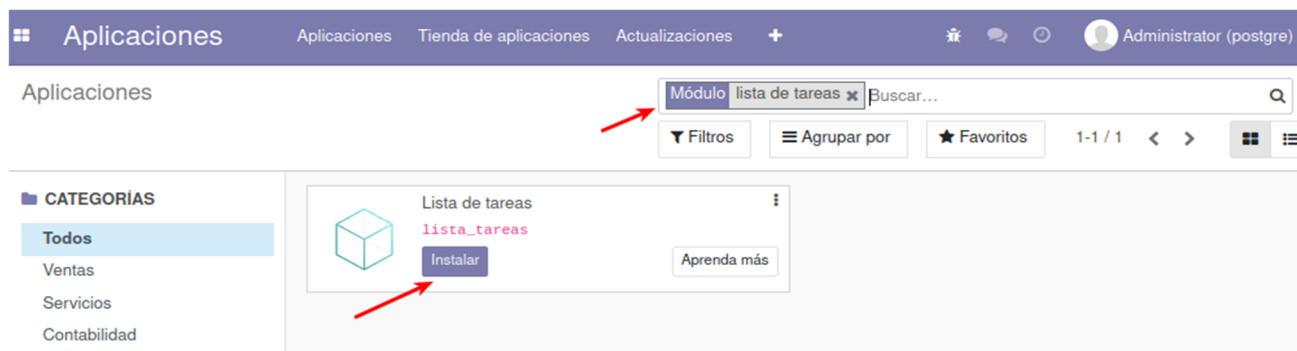 Aplicaciones Aplicaciones Tienda de aplicaciones Actualizaciones + Administrator (postgre)
Aplicaciones
Módulo lista de tareas × Buscar...
Filtros Agrupar por Favoritos 1-1 / 1
CATEGORÍAS
Todos
Ventas
Servicios
Contabilidad
Lista de tareas
lista_tareas
Instalar Aprenda más